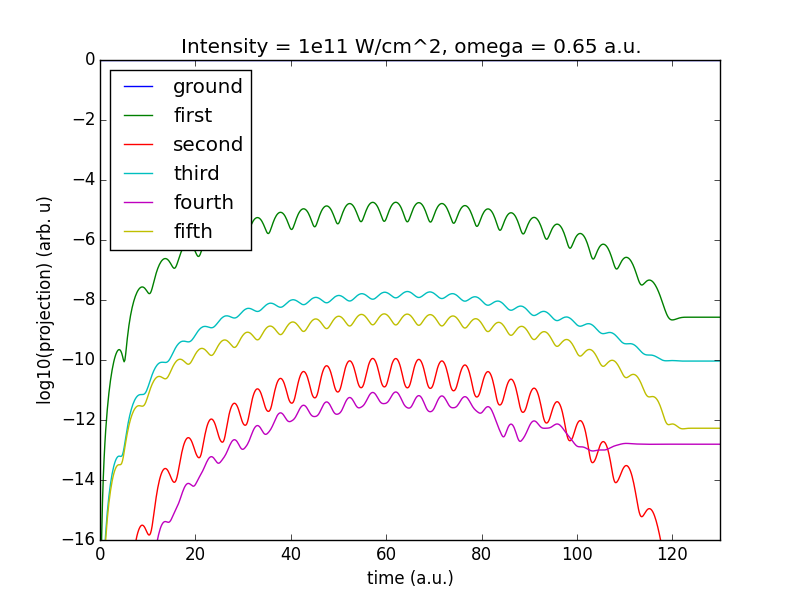 Intensity = 1e11 W/cm^2, omega = 0.65 a.u.
0
−2
−4
−6
−8
−10
−12
−14
−16
log10(projection) (arb. u)
ground
first
second
third
fourth
fifth
0 20 40 60 80 100 120
time (a.u.)